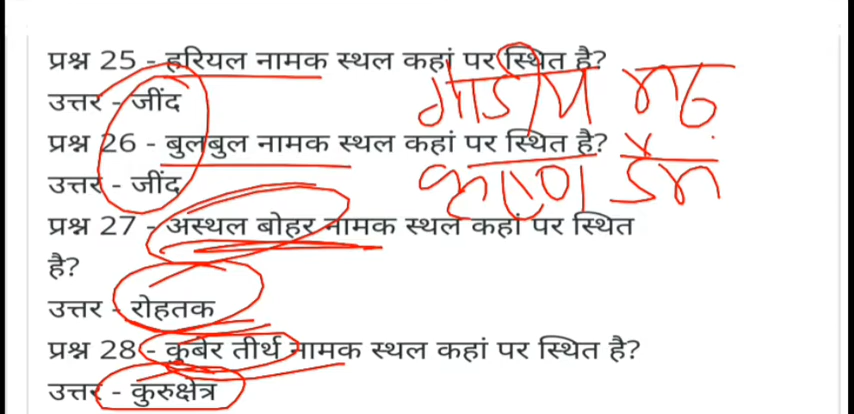 प्रश्न 25 - हरियल नामक स्थल कहां पर स्थित है?
उत्तर - जींद
प्रश्न 26 - बुलबुल नामक स्थल कहां पर स्थित है?
उत्तर - जींद
प्रश्न 27 - अस्थल बोहर नामक स्थल कहां पर स्थित
है?
उत्तर - रोहतक
प्रश्न 28 - कुबेर तीर्थ नामक स्थल कहां पर स्थित है?
उत्तर - कुरुक्षेत्र